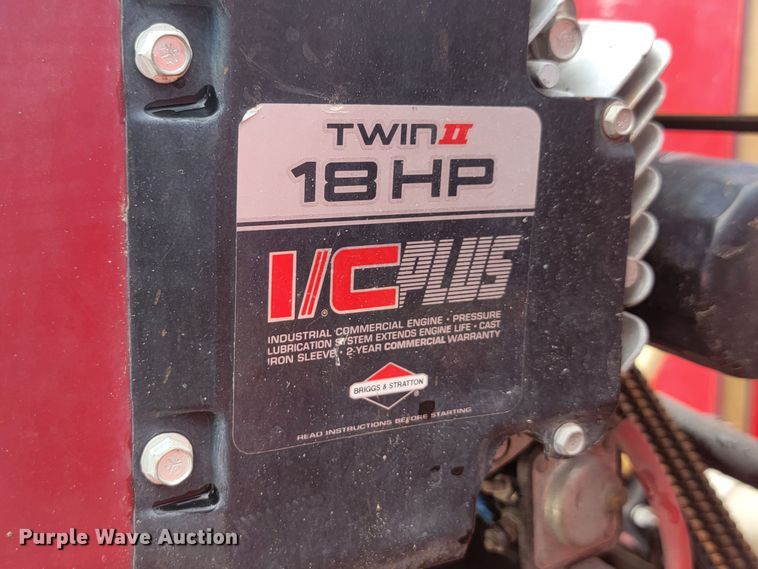 TWIN II
18 HP
I/C PLUS
®
INDUSTRIAL COMMERCIAL ENGINE • PRESSURE
LUBRICATION SYSTEM EXTENDS ENGINE LIFE • CAST
IRON SLEEVE • 2-YEAR COMMERCIAL WARRANTY
BRIGGS & STRATTON
®
READ INSTRUCTIONS BEFORE STARTING
Purple Wave Auction